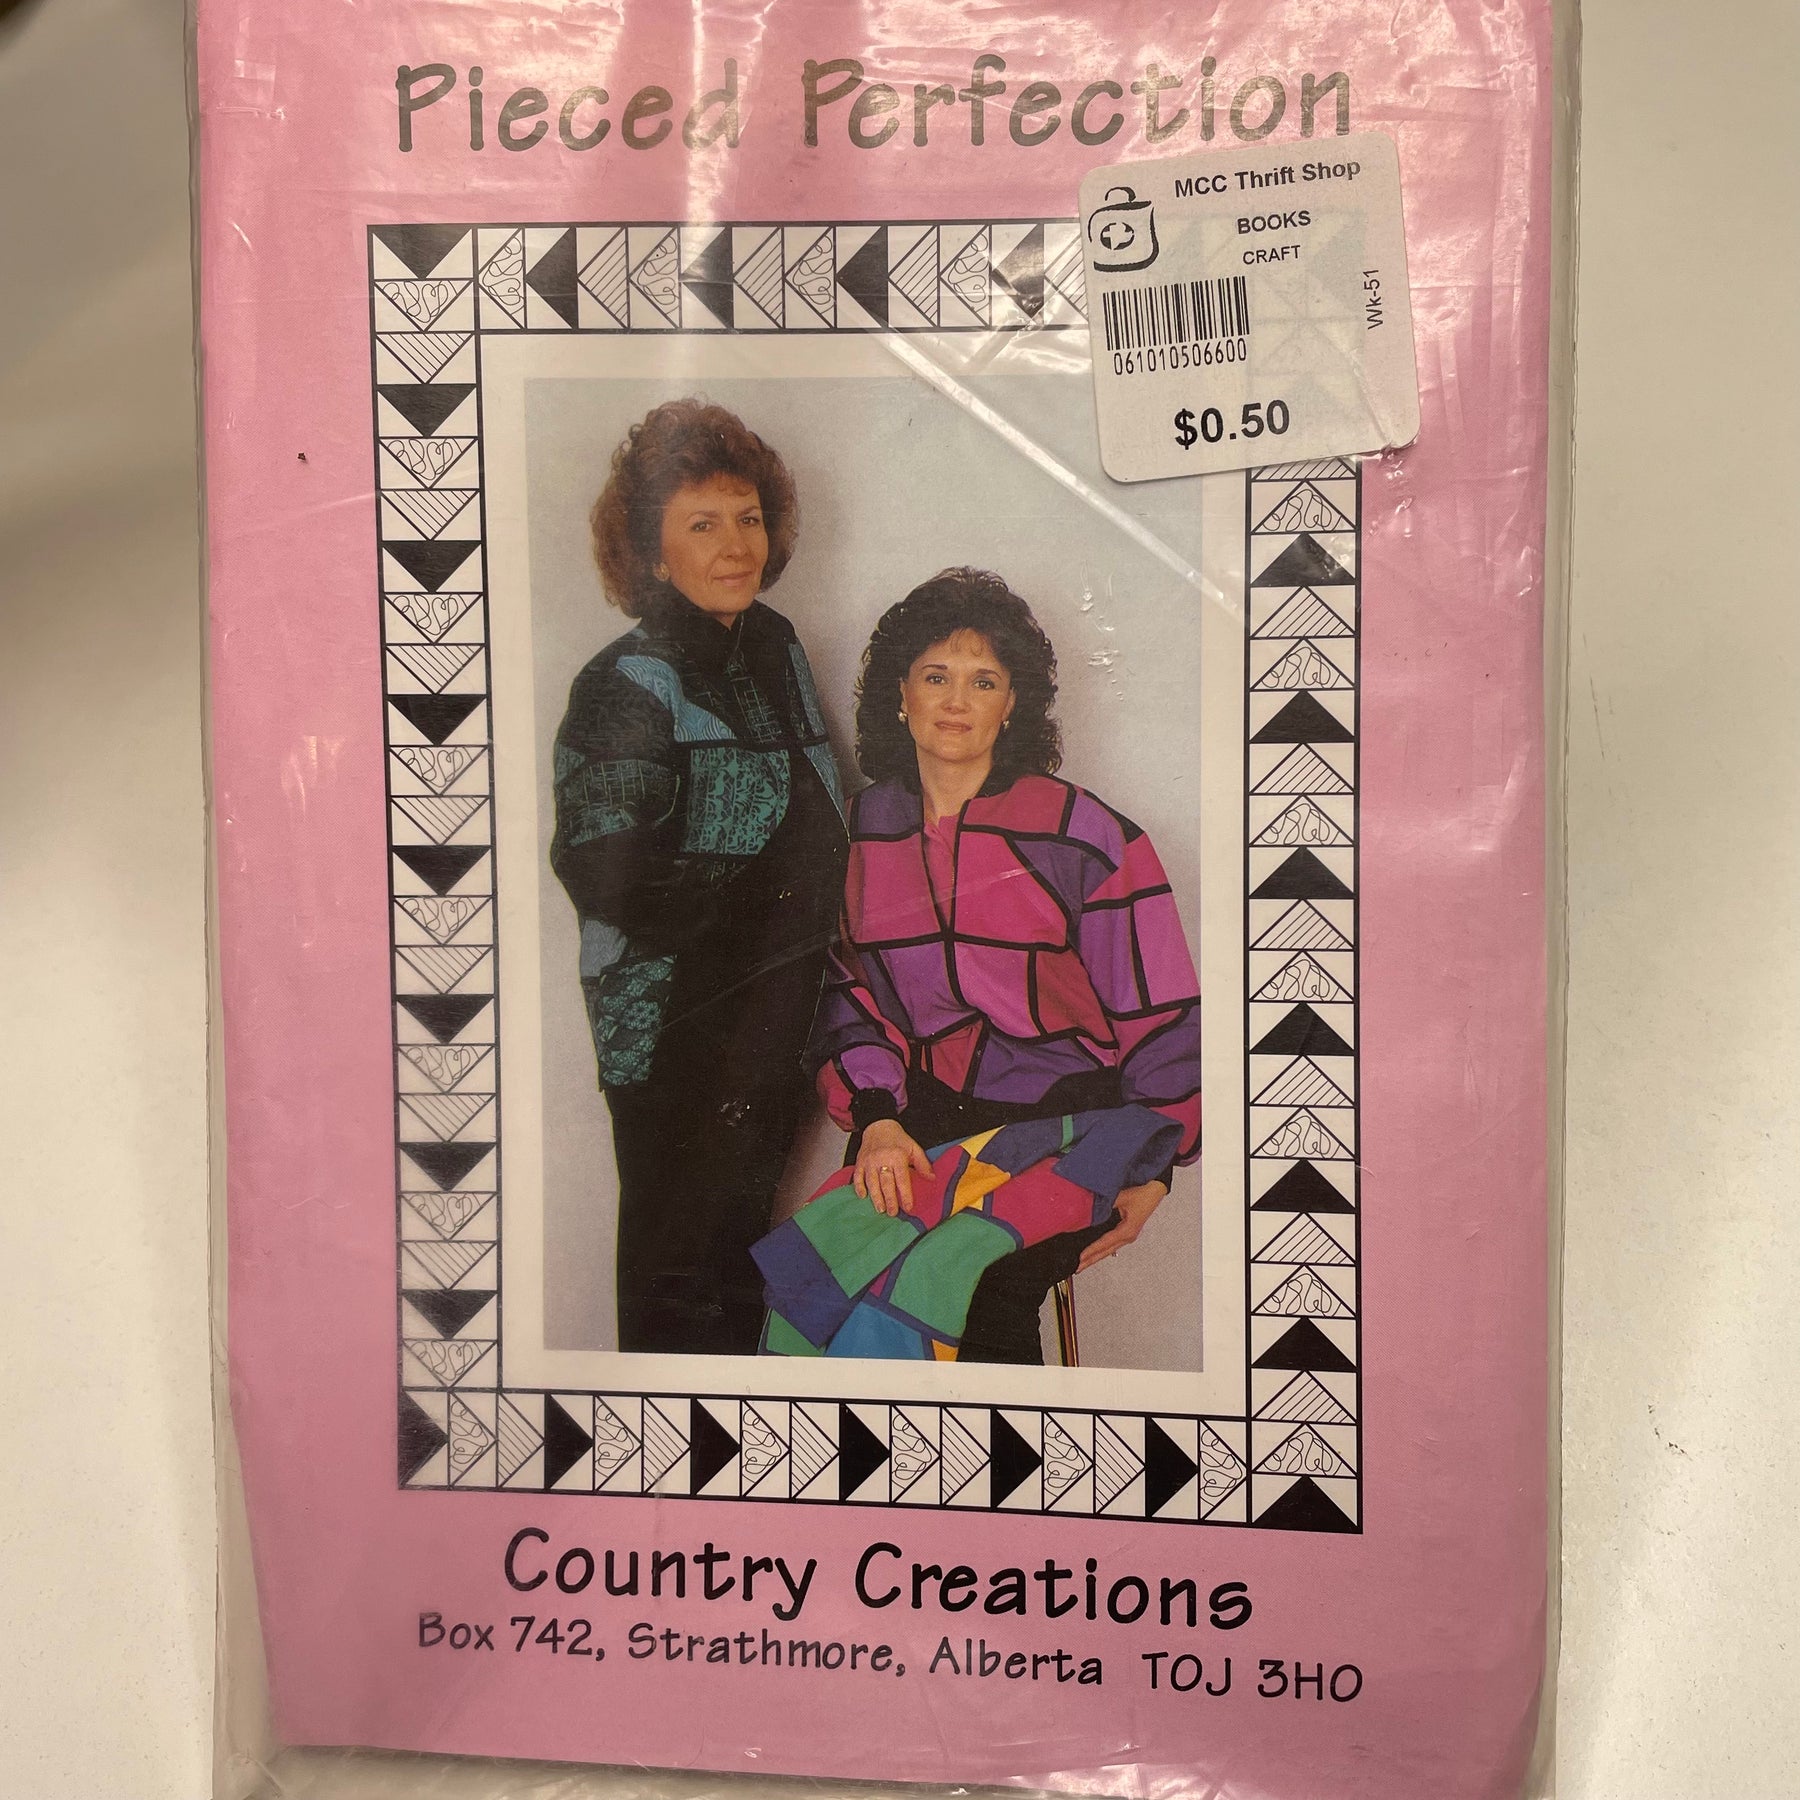 Pieced Perfection
MCC Thrift Shop
BOOKS
CRAFT
Wk-51
061010506600
$0.50
Country Creations
Box 742, Strathmore, Alberta TOJ 3HO